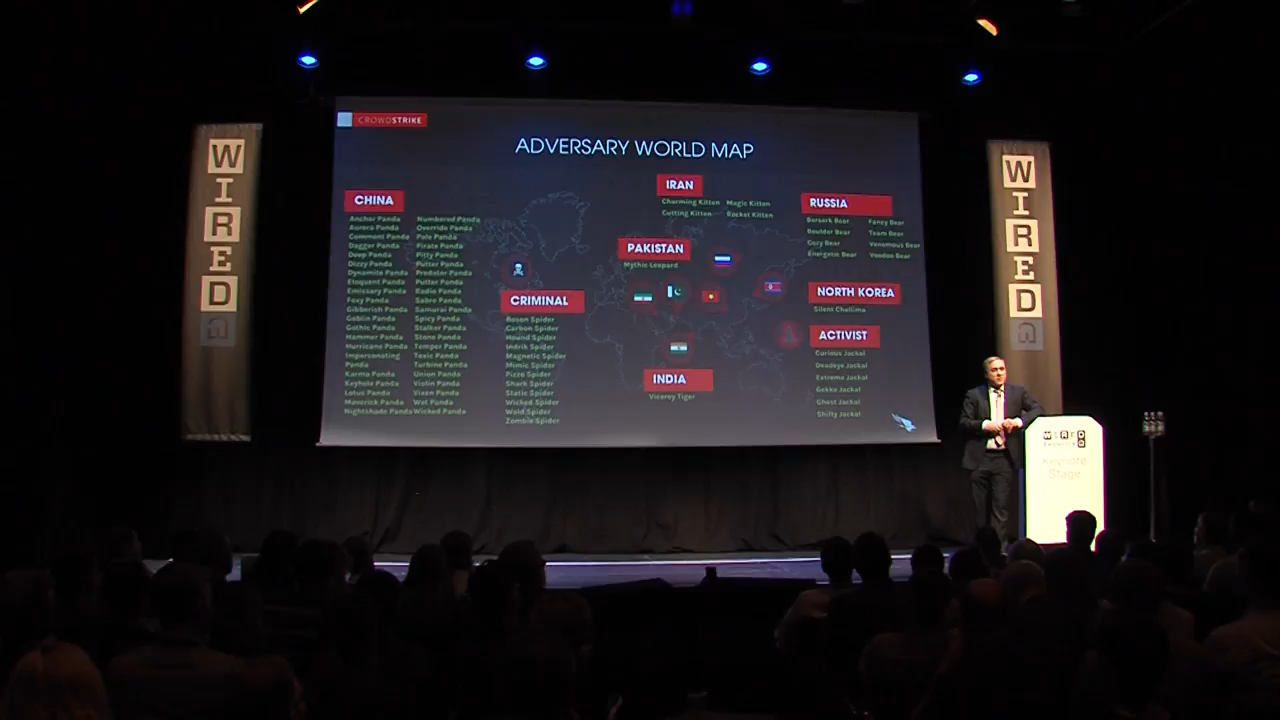 WIRED
CROWDSTRIKE
ADVERSARY WORLD MAP
CHINA
Anchor Panda
Aurora Panda
Comment Panda
Dagger Panda
Deep Panda
Dizzy Panda
Dynamite Panda
Eloquent Panda
Emissary Panda
Foxy Panda
Gibberish Panda
Goblin Panda
Gothic Panda
Hammer Panda
Hurricane Panda
Impersonating
Panda
Karma Panda
Keyhole Panda
Lotus Panda
Maverick Panda
Nightshade Panda
Numbered Panda
Override Panda
Pale Panda
Pirate Panda
Pitty Panda
Putter Panda
Predator Panda
Putter Panda
Radio Panda
Sabre Panda
Samurai Panda
Spicy Panda
Stalker Panda
Stone Panda
Temper Panda
Toxic Panda
Turbine Panda
Union Panda
Violin Panda
Vixen Panda
Wet Panda
Wicked Panda
CRIMINAL
Boson Spider
Carbon Spider
Hound Spider
Indrik Spider
Magnetic Spider
Mimic Spider
Pizzo Spider
Shark Spider
Static Spider
Wicked Spider
Wold Spider
Zombie Spider
IRAN
Charming Kitten
Cutting Kitten
Magic Kitten
Rocket Kitten
PAKISTAN
Mythic Leopard
INDIA
Viceroy Tiger
RUSSIA
Berserk Bear
Boulder Bear
Cozy Bear
Energetic Bear
Fancy Bear
Team Bear
Venomous Bear
Voodoo Bear
NORTH KOREA
Silent Chollima
ACTIVIST
Curious Jackal
Deadeye Jackal
Extreme Jackal
Gekko Jackal
Ghost Jackal
Shifty Jackal
WIRED
WIRED
Keynote
Stage